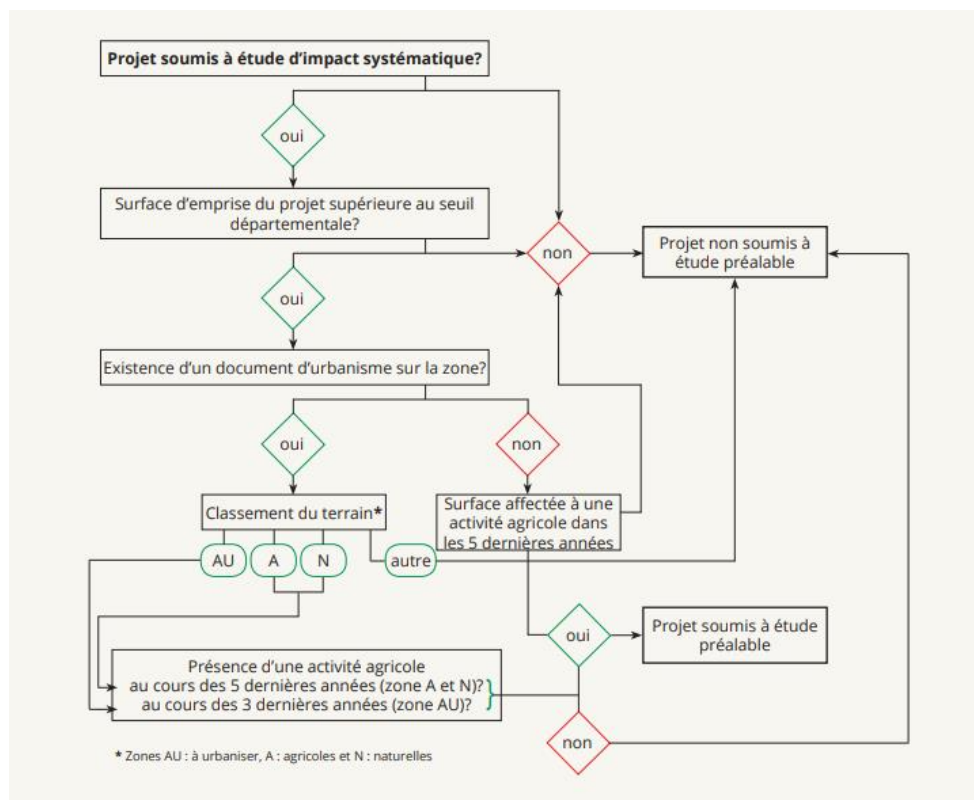 Projet soumis à étude d'impact systématique?
oui
Surface d'emprise du projet supérieure au seuil
départementale?
non
Projet non soumis à
étude préalable
oui
Existence d'un document d'urbanisme sur la zone?
oui
non
Classement du terrain*
Surface affectée à une
activité agricole dans
les 5 dernières années
AU
A
N
autre
oui
Projet soumis à étude
préalable
Présence d'une activité agricole
au cours des 5 dernières années (zone A et N)?
au cours des 3 dernières années (zone AU)?
non
* Zones AU : à urbaniser, A : agricoles et N : naturelles